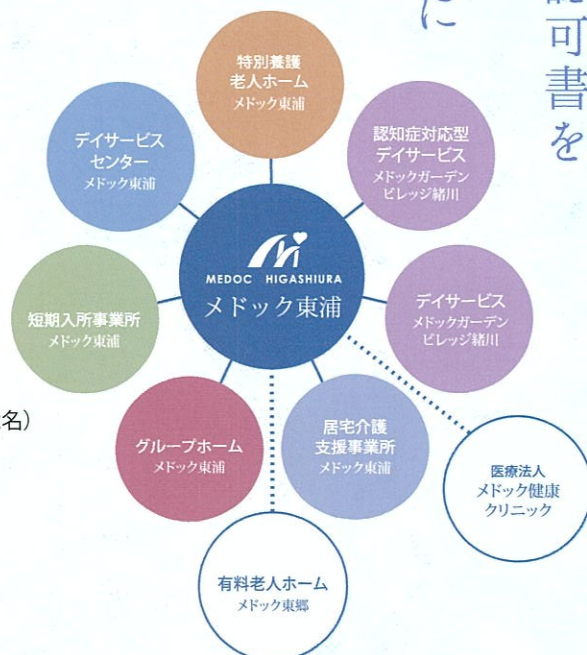 可書を
に
特別養護
老人ホーム
メドック東浦
認知症対応型
デイサービス
メドックガーデン
ビレッジ緒川
デイサービス
センター
メドック東浦
MEDOC HIGASHIURA
メドック東浦
デイサービス
メドックガーデン
ビレッジ緒川
短期入所事業所
メドック東浦
名）
グループホーム
メドック東浦
居宅介護
支援事業所
メドック東浦
医療法人
メドック健康
クリニック
有料老人ホーム
メドック東郷